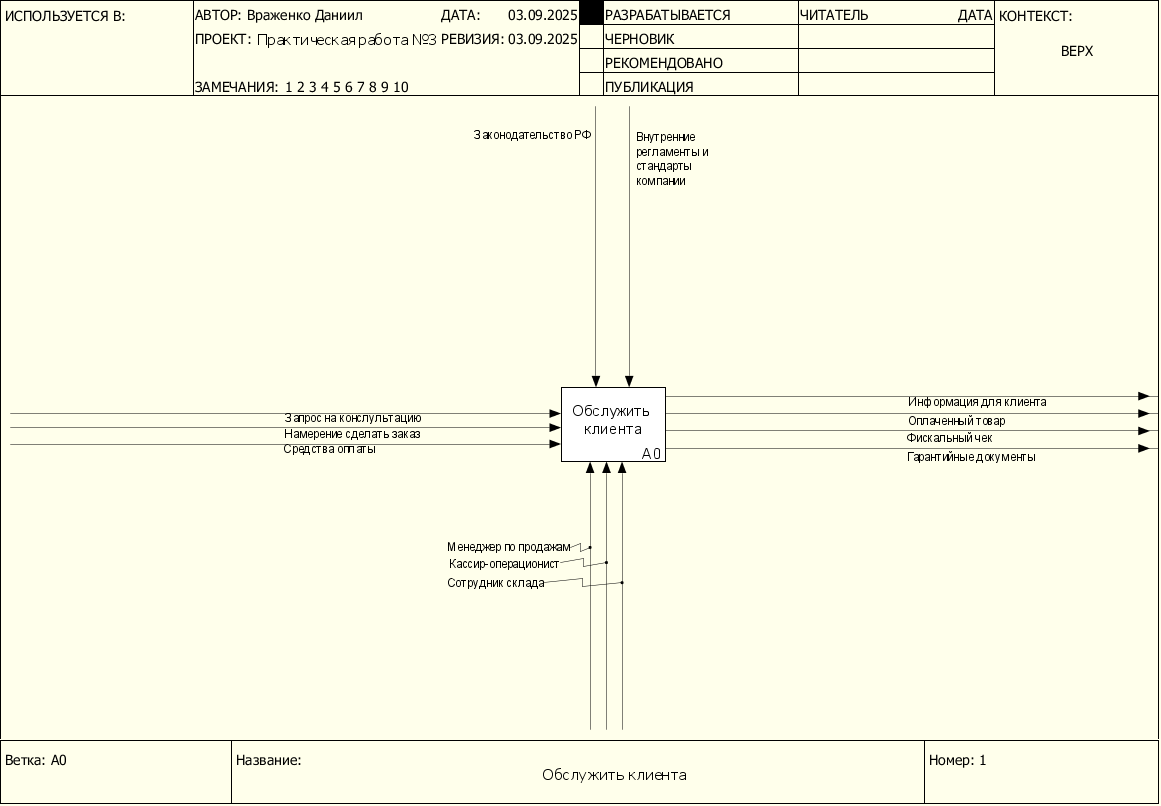 ИСПОЛЬЗУЕТСЯ В:
АВТОР: Враженко Даниил
ДАТА: 03.09.2025
РАЗРАБАТЫВАЕТСЯ
ЧИТАТЕЛЬ
ДАТА
КОНТЕКСТ:
ПРОЕКТ: Практическая работа №3
РЕВИЗИЯ: 03.09.2025
ЧЕРНОВИК
ВЕРХ
РЕКОМЕНДОВАНО
ЗАМЕЧАНИЯ: 1 2 3 4 5 6 7 8 9 10
ПУБЛИКАЦИЯ
Законодательство РФ
Внутренние
регламенты и
стандарты
компании
Запрос на конслультацию
Намерение сделать заказ
Средства оплаты
Обслужить
клиента
A0
Информация для клиента
Оплаченный товар
Фискальный чек
Гарантийные документы
Менеджер по продажам
Кассир-операционист
Сотрудник склада
Ветка: A0
Название:
Обслужить клиента
Номер: 1